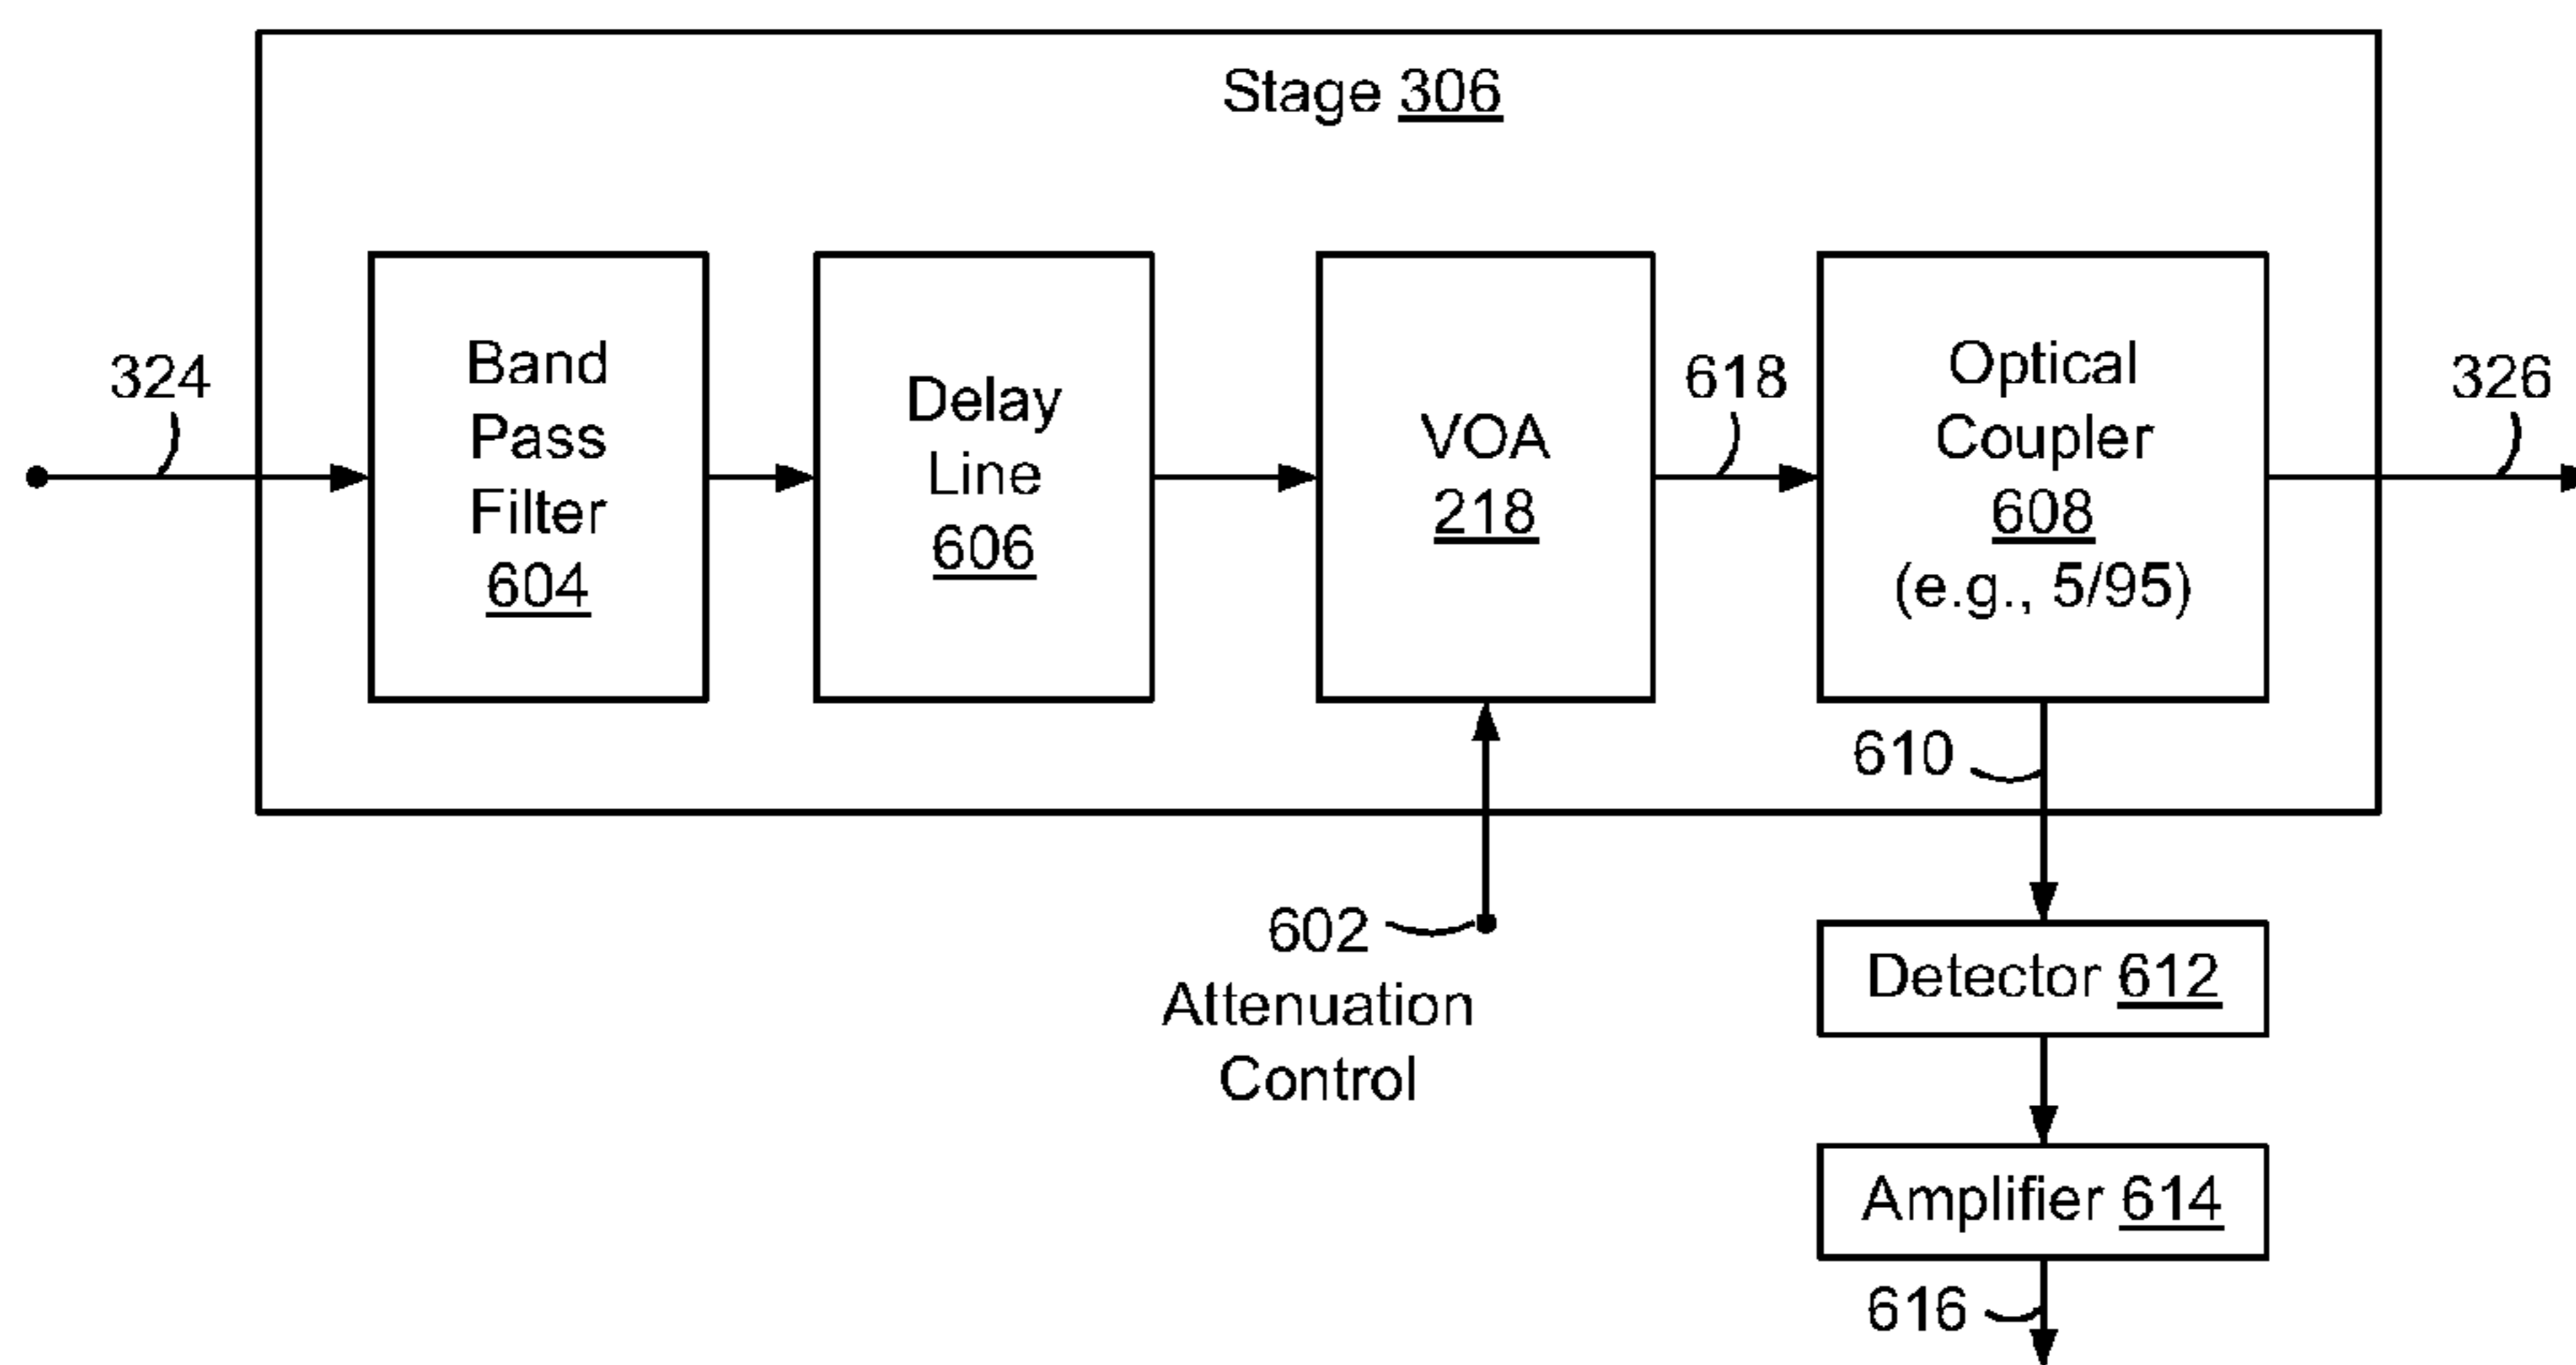 Stage 306
324
Band
Pass
Filter
604
Delay
Line
606
VOA
218
618
Optical
Coupler
608
(e.g., 5/95)
326
610
602
Attenuation
Control
Detector 612
Amplifier 614
616